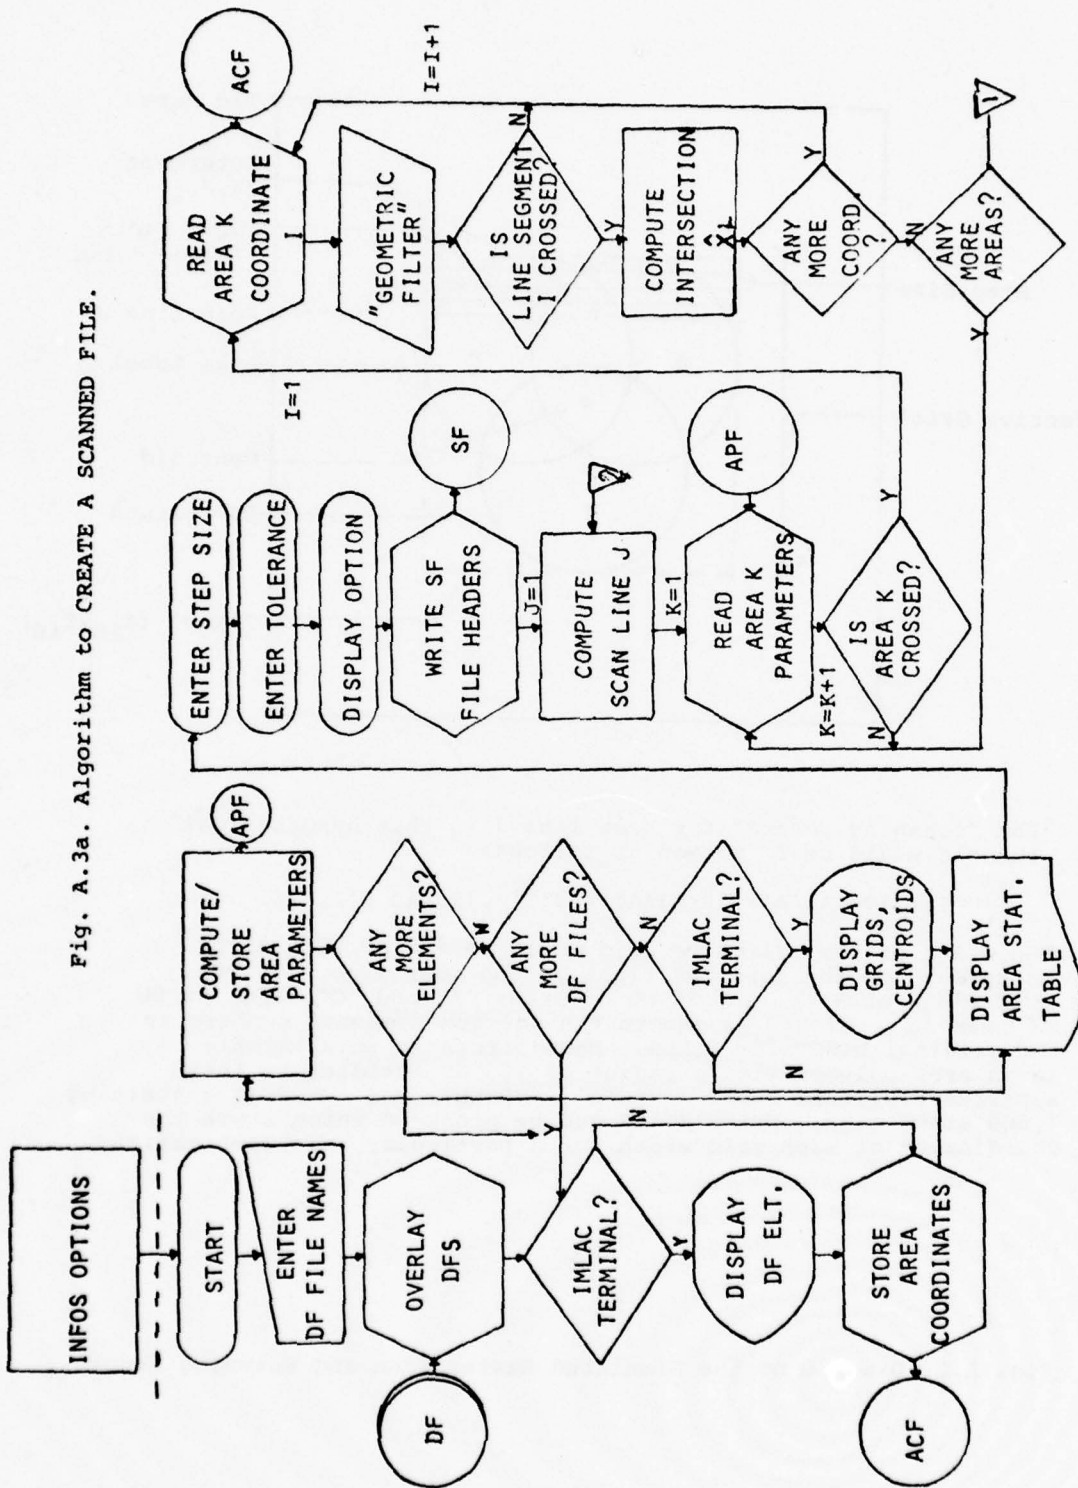 Fig. A.3a. Algorithm to CREATE A SCANNED FILE.
INFOS OPTIONS
START
ENTER
DF FILE NAMES
DF
OVERLAY
DFS
IMLAC
TERMINAL?
N
Y
DISPLAY
DF ELT.
STORE
AREA
COORDINATES
ACF
COMPUTE/
STORE
AREA
PARAMETERS
APF
ANY
MORE
ELEMENTS?
Y
ANY
MORE
DF FILES?
Y
N
IMLAC
TERMINAL?
N
Y
DISPLAY
GRIDS,
CENTROIDS
DISPLAY
AREA STAT.
TABLE
ENTER STEP SIZE
ENTER TOLERANCE
DISPLAY OPTION
WRITE SF
FILE HEADERS
SF
J=1
COMPUTE
SCAN LINE J
2
K=1
READ
AREA K
PARAMETERS
APF
K=K+1
IS
AREA K
CROSSED?
N
Y
I=1
READ
AREA K
COORDINATE
I
ACF
I=I+1
"GEOMETRIC
FILTER"
IS
LINE SEGMENT
I CROSSED?
N
Y
COMPUTE
INTERSECTION
ANY
MORE
COORD
?
Y
N
ANY
MORE
AREAS?
Y
1